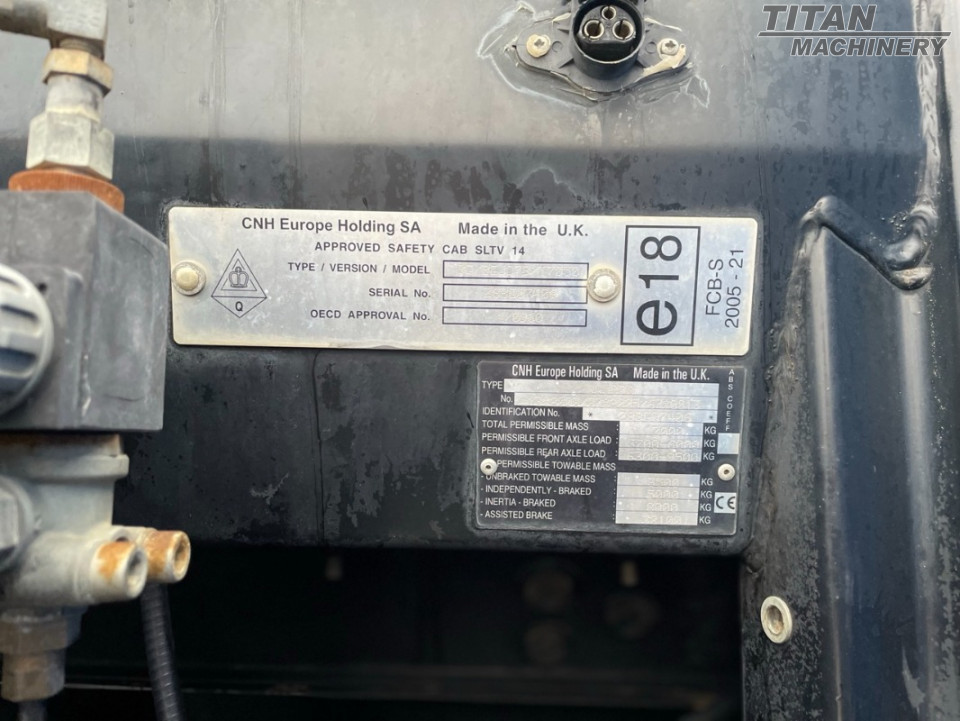 TITAN
MACHINERY
CNH Europe Holding SA Made in the U.K.
APPROVED SAFETY CAB SLTV 14
TYPE / VERSION / MODEL
SERIAL No.
OECD APPROVAL No.
Q
e18
FCB-S
2005 - 21
CNH Europe Holding SA Made in the U.K.
TYPE
No.
IDENTIFICATION No.
TOTAL PERMISSIBLE MASS KG
PERMISSIBLE FRONT AXLE LOAD KG
PERMISSIBLE REAR AXLE LOAD KG
PERMISSIBLE TOWABLE MASS
- UNBRAKED TOWABLE MASS KG
- INDEPENDENTLY - BRAKED KG
- INERTIA - BRAKED KG
- ASSISTED BRAKE KG
ABS COEFF
CE